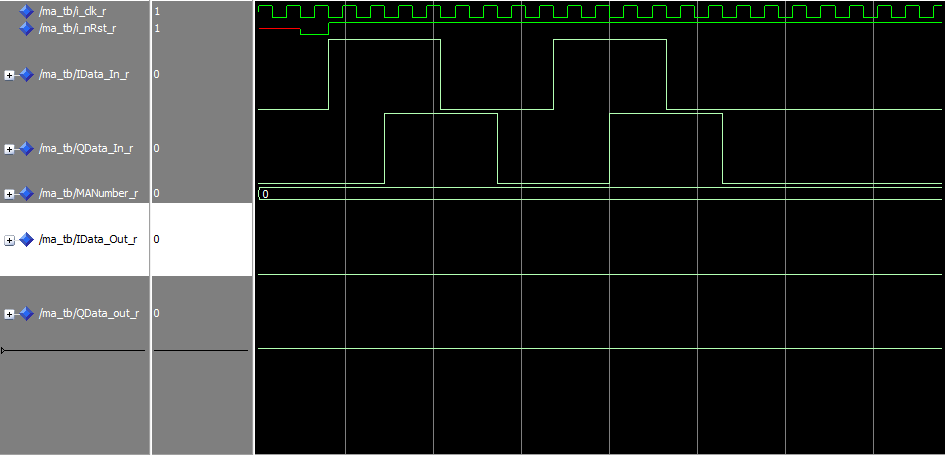 /ma_tb/i_clk_r 1
/ma_tb/i_nRst_r 1
/ma_tb/IData_In_r 0
/ma_tb/QData_In_r 0
/ma_tb/MANumber_r 0 0
/ma_tb/IData_Out_r 0
/ma_tb/QData_out_r 0